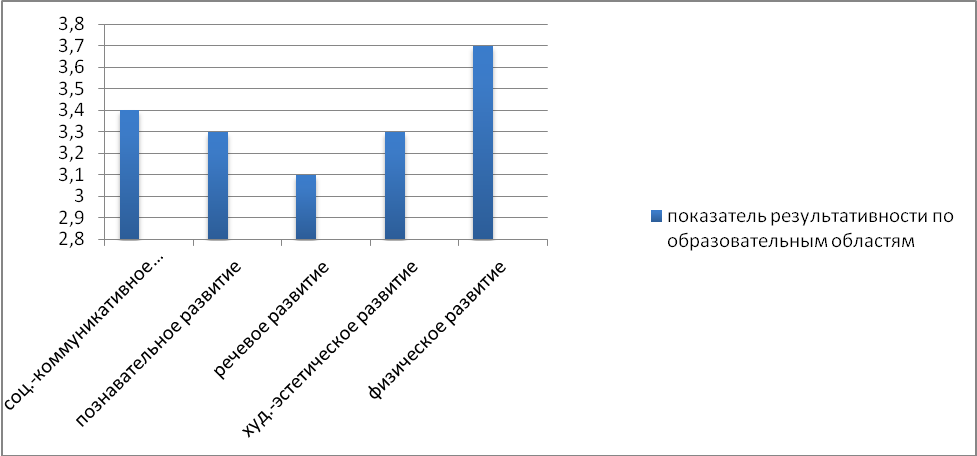 3,8
3,7
3,6
3,5
3,4
3,3
3,2
3,1
3
2,9
2,8
соц.-коммуникативное...
познавательное развитие
речевое развитие
худ.-эстетическое развитие
физическое развитие
показатель результативности по
образовательным областям